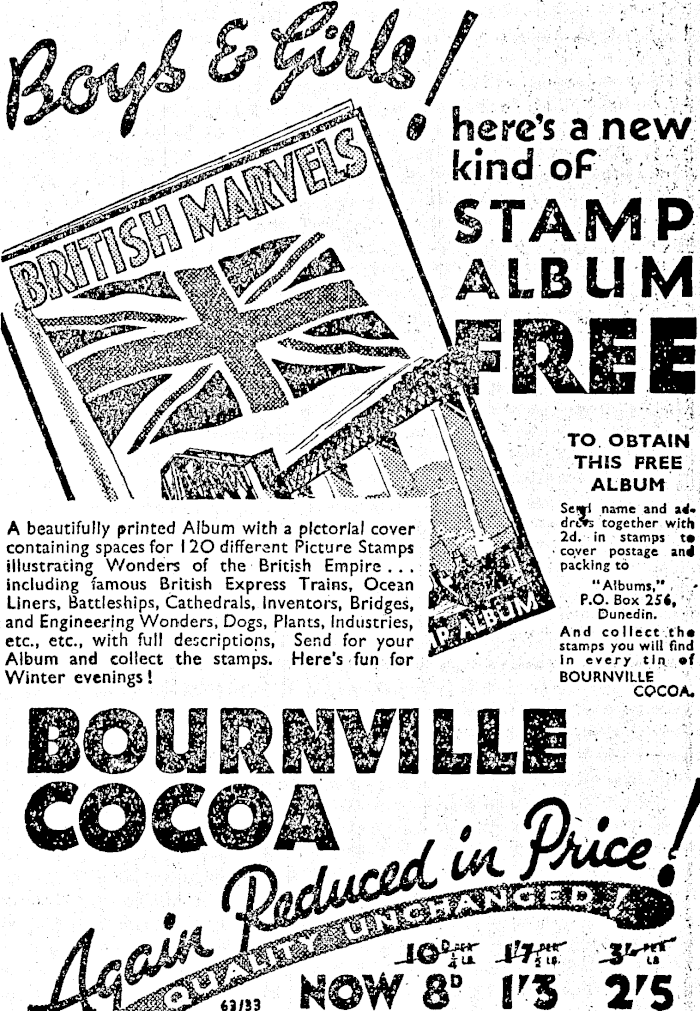 Boys & Girls!
here's a new
kind of
STAMP
ALBUM
FREE
BRITISH MARVELS
ALBUM
TO OBTAIN
THIS FREE
ALBUM
Send name and ad-
dress together with
2d. in stamps to
cover postage and
packing to
"Albums,"
P.O. Box 256,
Dunedin.
And collect the
stamps you will find
in every tin of
BOURNVILLE
COCOA.
A beautifully printed Album with a pictorial cover
containing spaces for 120 different Picture Stamps
illustrating Wonders of the British Empire . . .
including famous British Express Trains, Ocean
Liners, Battleships, Cathedrals, Inventors, Bridges,
and Engineering Wonders, Dogs, Plants, Industries,
etc., etc., with full descriptions, Send for your
Album and collect the stamps. Here's fun for
Winter evenings!
BOURNVILLE
COCOA
Again Reduced in Price!
QUALITY UNCHANGED!
10D PER ¼ LB 1'7 PER ½ LB 3'- PER LB
NOW 8D 1'3 2'5
63/33